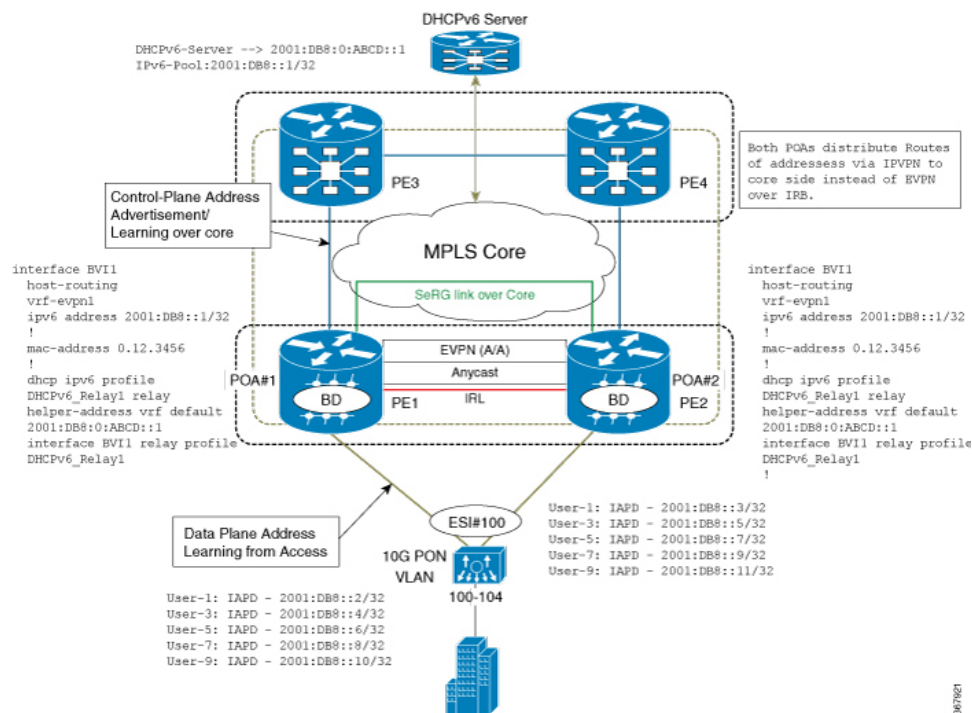 DHCPv6 Server
DHCPv6-Server --> 2001:DB8:0:ABCD::1
IPv6-Pool:2001:DB8::1/32
PE3
PE4
Both POAs distribute Routes
of addressess via IPVPN to
core side instead of EVPN
over IRB.
Control-Plane Address
Advertisement/
Learning over core
MPLS Core
SeRG link over Core
interface BVI1
host-routing
vrf-evpn1
ipv6 address 2001:DB8::1/32
!
mac-address 0.12.3456
!
dhcp ipv6 profile
DHCPv6_Relay1 relay
helper-address vrf default
2001:DB8:0:ABCD::1
interface BVI1 relay profile
DHCPv6_Relay1
POA#1
BD
PE1
EVPN (A/A)
Anycast
IRL
POA#2
BD
PE2
interface BVI1
host-routing
vrf-evpn1
ipv6 address 2001:DB8::1/32
!
mac-address 0.12.3456
!
dhcp ipv6 profile
DHCPv6_Relay1 relay
helper-address vrf default
2001:DB8:0:ABCD::1
interface BVI1 relay profile
DHCPv6_Relay1
!
Data Plane Address
Learning from Access
ESI#100
10G PON
VLAN
100-104
User-1: IAPD - 2001:DB8::3/32
User-3: IAPD - 2001:DB8::5/32
User-5: IAPD - 2001:DB8::7/32
User-7: IAPD - 2001:DB8::9/32
User-9: IAPD - 2001:DB8::11/32
User-1: IAPD - 2001:DB8::2/32
User-3: IAPD - 2001:DB8::4/32
User-5: IAPD - 2001:DB8::6/32
User-7: IAPD - 2001:DB8::8/32
User-9: IAPD - 2001:DB8::10/32
367921